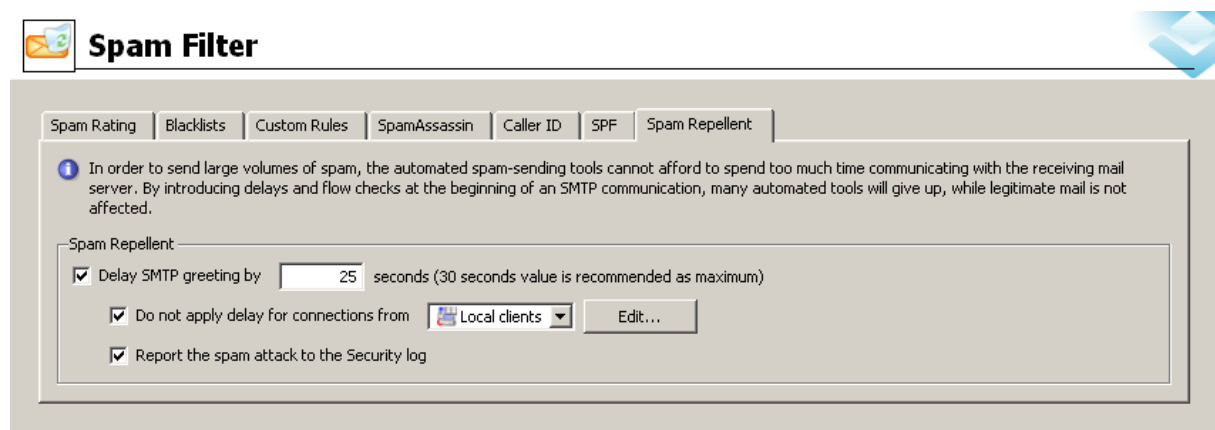 Spam Filter
Spam Rating Blacklists Custom Rules SpamAssassin Caller ID SPF Spam Repellent
In order to send large volumes of spam, the automated spam-sending tools cannot afford to spend too much time communicating with the receiving mail
server. By introducing delays and flow checks at the beginning of an SMTP communication, many automated tools will give up, while legitimate mail is not
affected.
Spam Repellent
Delay SMTP greeting by 25 seconds (30 seconds value is recommended as maximum)
Do not apply delay for connections from Local clients Edit...
Report the spam attack to the Security log